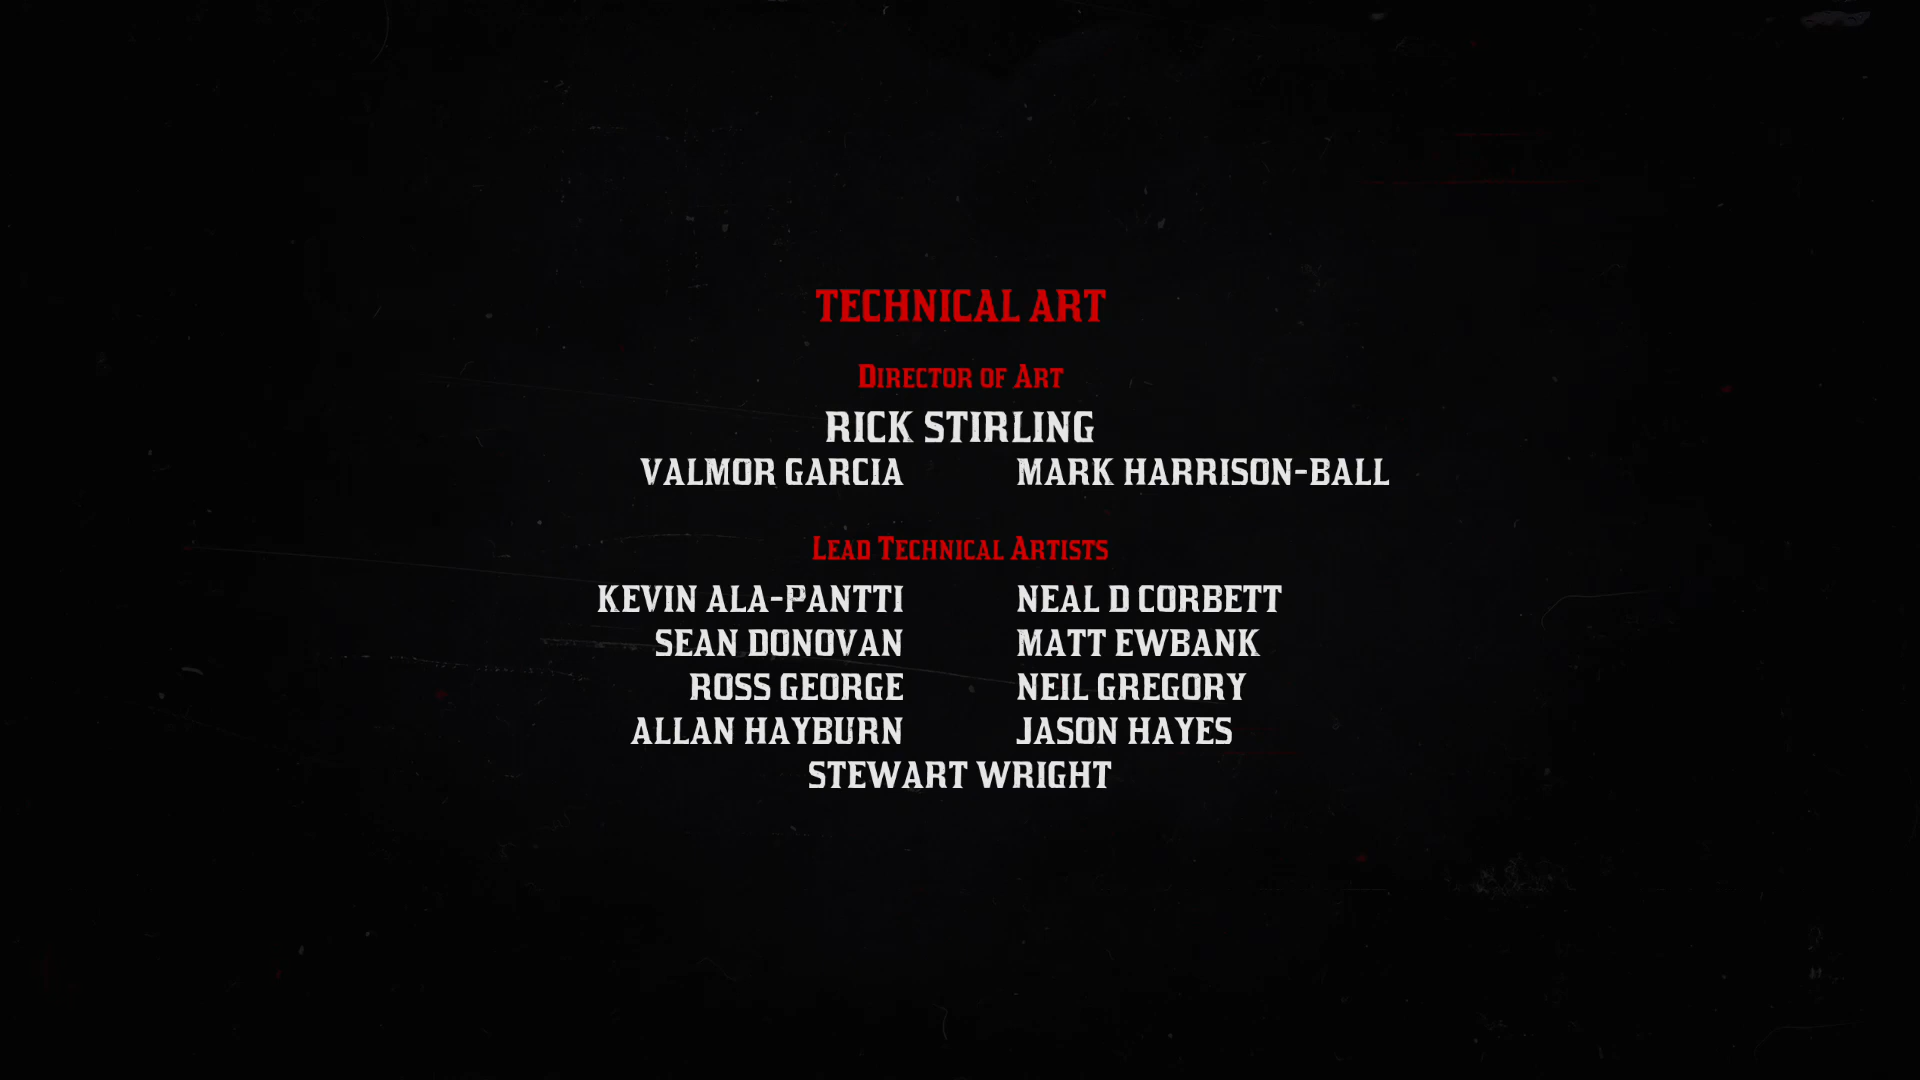 TECHNICAL ART
DIRECTOR OF ART
RICK STIRLING
VALMOR GARCIA MARK HARRISON-BALL
LEAD TECHNICAL ARTISTS
KEVIN ALA-PANTTI NEAL D CORBETT
SEAN DONOVAN MATT EWBANK
ROSS GEORGE NEIL GREGORY
ALLAN HAYBURN JASON HAYES
STEWART WRIGHT